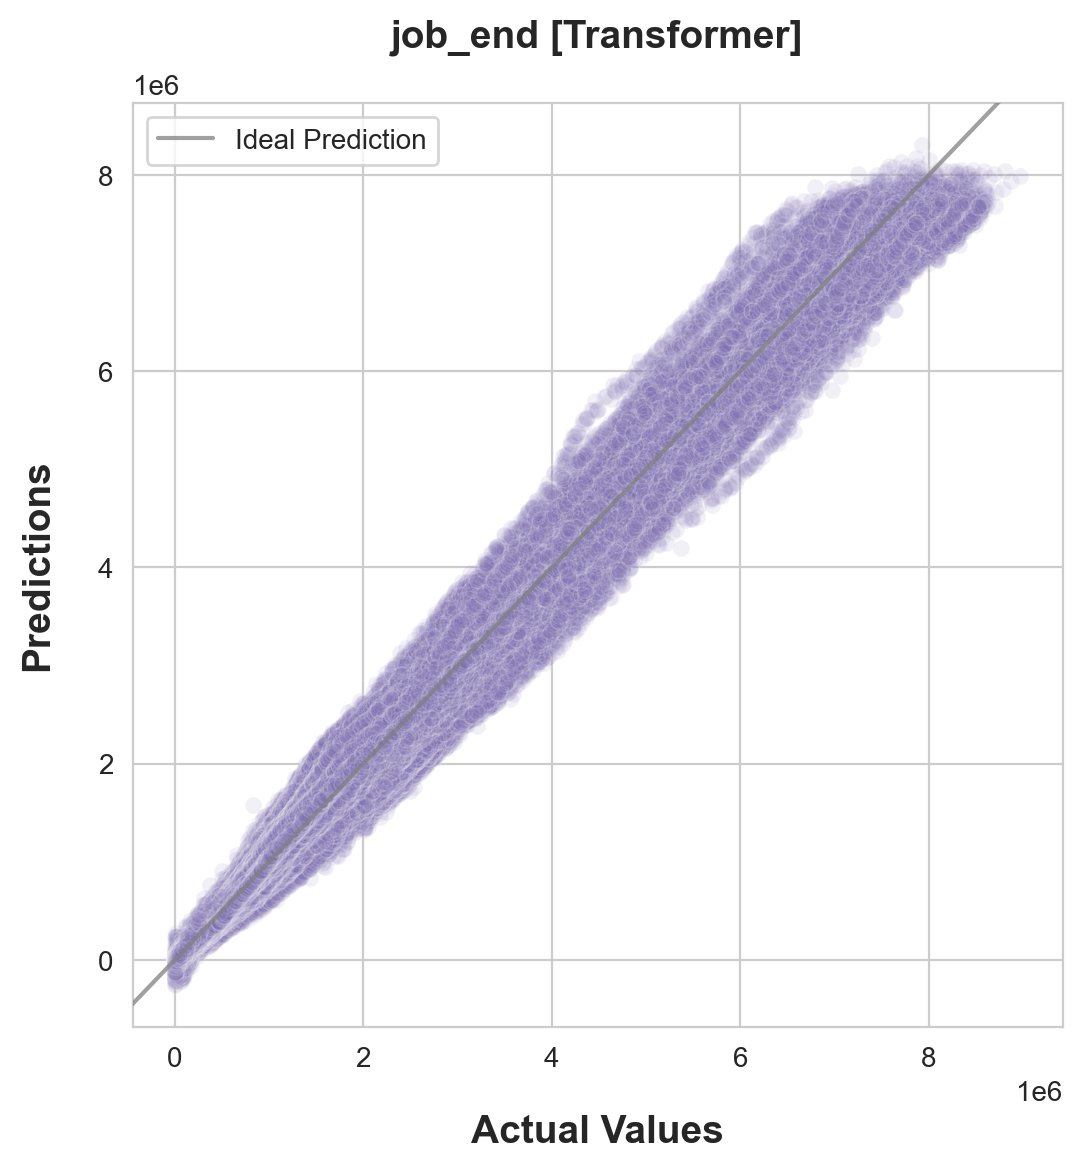 job_end [Transformer]
1e6
Ideal Prediction
8
6
4
2
0
Predictions
0 2 4 6 8
1e6
Actual Values